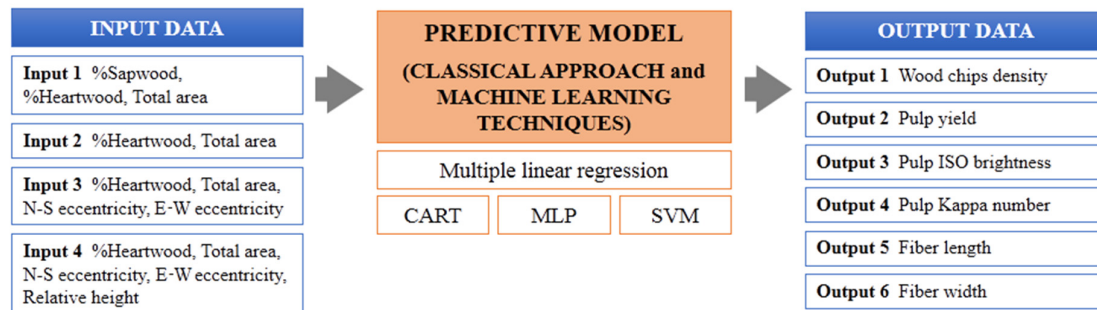 INPUT DATA
Input 1 %Sapwood,
%Heartwood, Total area
Input 2 %Heartwood, Total area
Input 3 %Heartwood, Total area,
N-S eccentricity, E-W eccentricity
Input 4 %Heartwood, Total area,
N-S eccentricity, E-W eccentricity,
Relative height
PREDICTIVE MODEL
(CLASSICAL APPROACH and
MACHINE LEARNING
TECHNIQUES)
Multiple linear regression
CART
MLP
SVM
OUTPUT DATA
Output 1 Wood chips density
Output 2 Pulp yield
Output 3 Pulp ISO brightness
Output 4 Pulp Kappa number
Output 5 Fiber length
Output 6 Fiber width